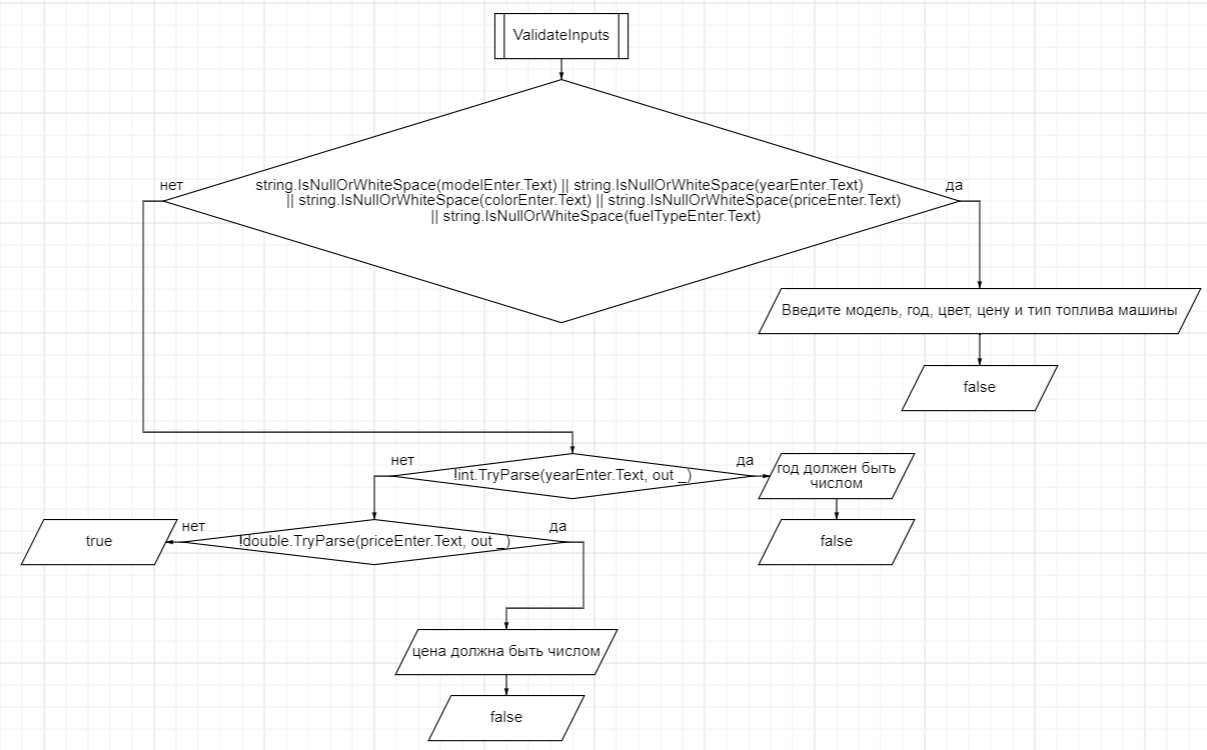 ValidateInputs
нет
да
string.IsNullOrWhiteSpace(modelEnter.Text) || string.IsNullOrWhiteSpace(yearEnter.Text)
|| string.IsNullOrWhiteSpace(colorEnter.Text) || string.IsNullOrWhiteSpace(priceEnter.Text)
|| string.IsNullOrWhiteSpace(fuelTypeEnter.Text)
Введите модель, год, цвет, цену и тип топлива машины
false
нет
!int.TryParse(yearEnter.Text, out _)
да
год должен быть
числом
нет
!double.TryParse(priceEnter.Text, out _)
да
true
false
цена должна быть числом
false